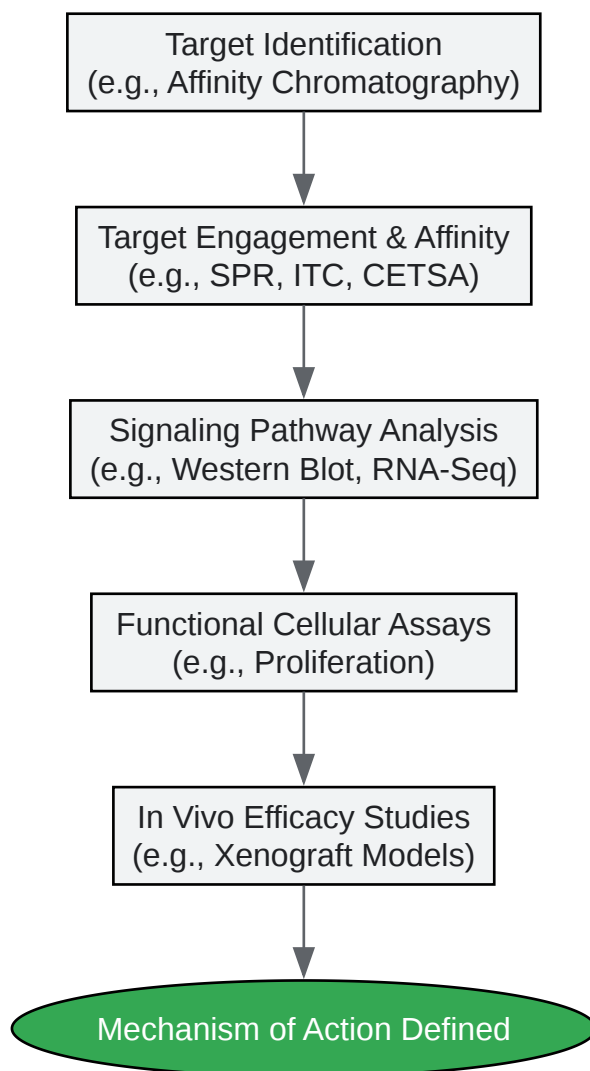 Target Identification
(e.g., Affinity Chromatography)
Target Engagement & Affinity
(e.g., SPR, ITC, CETSA)
Signaling Pathway Analysis
(e.g., Western Blot, RNA-Seq)
Functional Cellular Assays
(e.g., Proliferation)
In Vivo Efficacy Studies
(e.g., Xenograft Models)
Mechanism of Action Defined